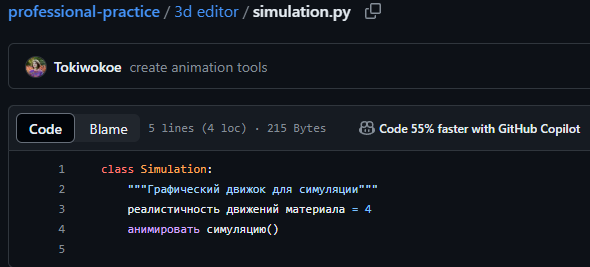 professional-practice / 3d editor / simulation.py
Tokiwokoe create animation tools
Code Blame 5 lines (4 loc) · 215 Bytes Code 55% faster with GitHub Copilot
1 class Simulation:
2 """Графический движок для симуляции"""
3 реалистичность движений материала = 4
4 анимировать симуляцию()
5